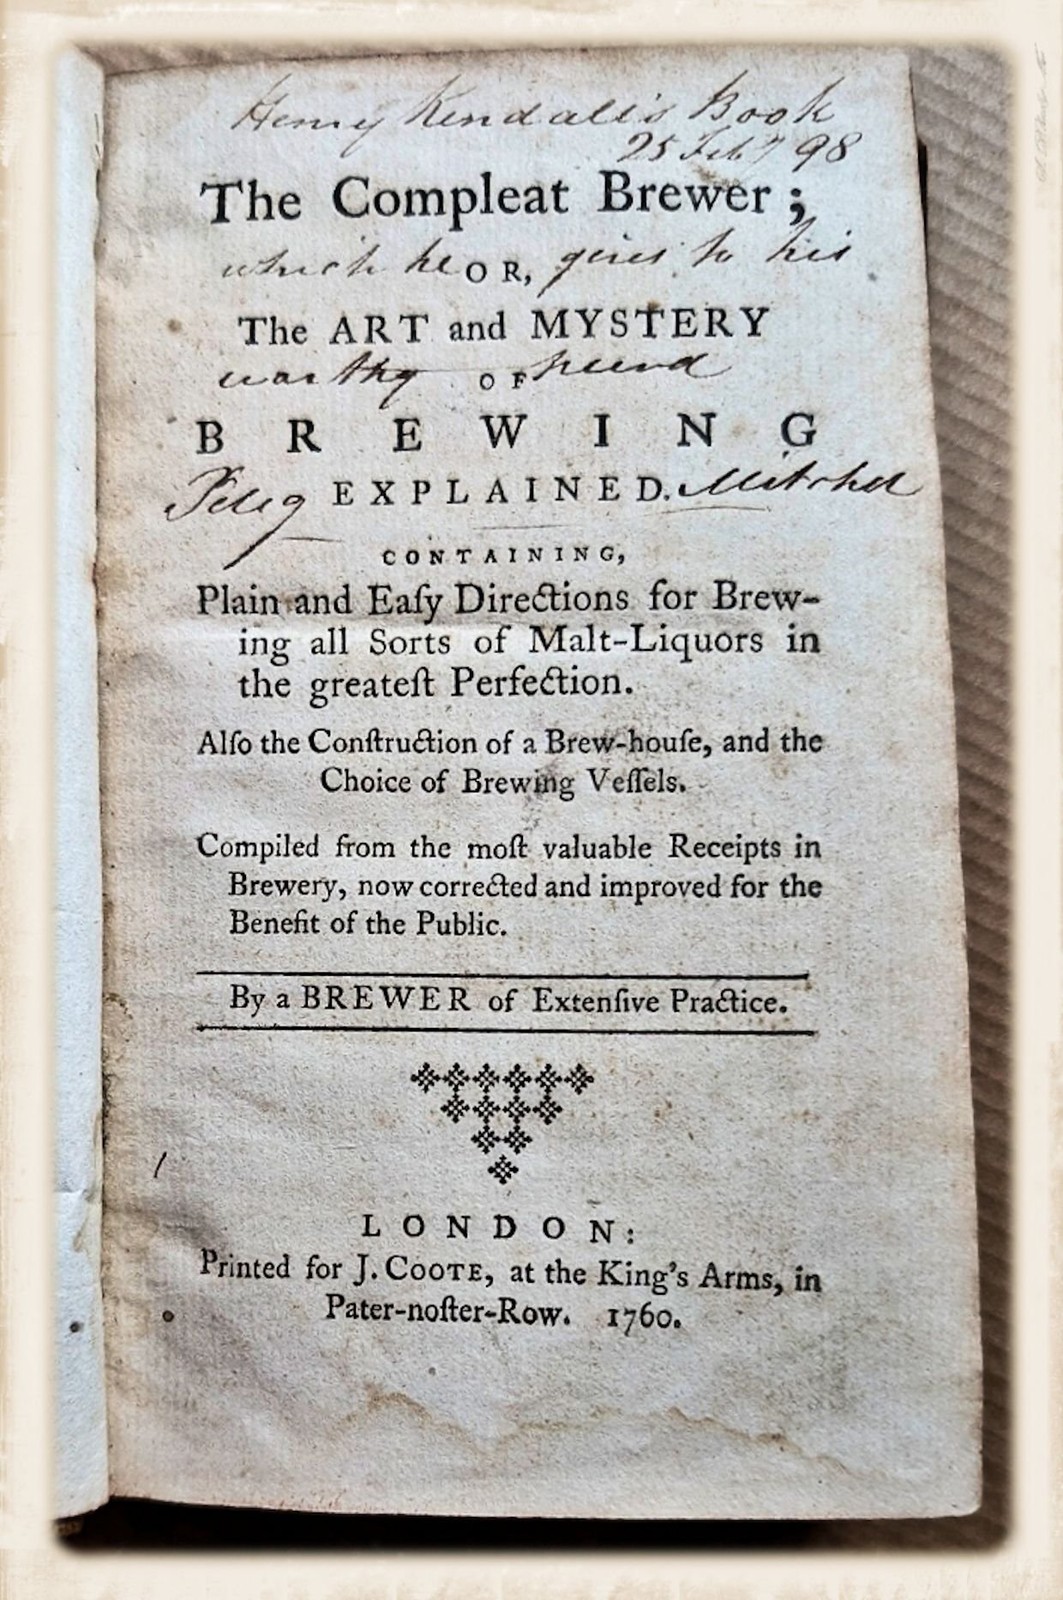 Henry Kendall's Book
25 Feby 98
The Compleat Brewer;
which he OR, gives to his
The ART and MYSTERY
worthy OF friend
BREWING
Peleg EXPLAINED. Mitchel
CONTAINING,
Plain and Eaſy Directions for Brew-
ing all Sorts of Malt-Liquors in
the greateſt Perfection.
Alſo the Conſtruction of a Brew-houſe, and the
Choice of Brewing Veſſels.
Compiled from the moſt valuable Receipts in
Brewery, now corrected and improved for the
Benefit of the Public.
By a BREWER of Extenſive Practice.
LONDON:
Printed for J. COOTE, at the King's Arms, in
Pater-noſter-Row. 1760.